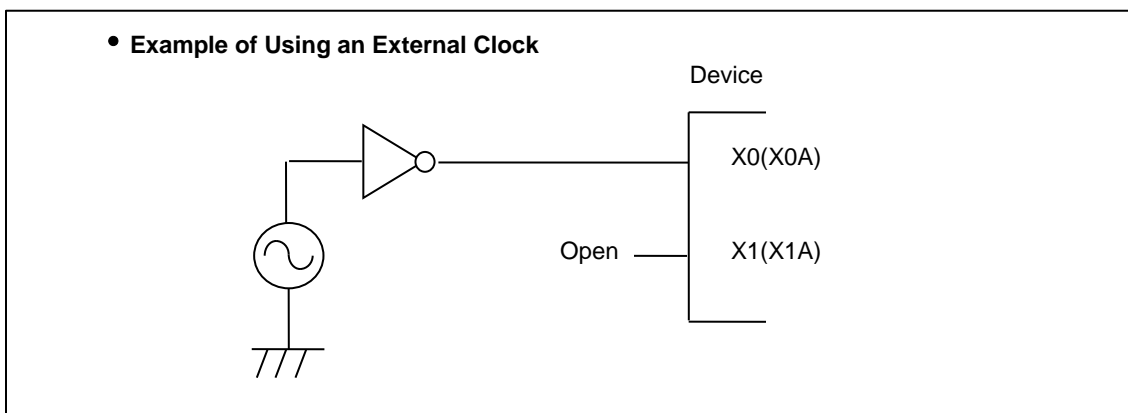 • Example of Using an External Clock
Device
X0(X0A)
Open
X1(X1A)